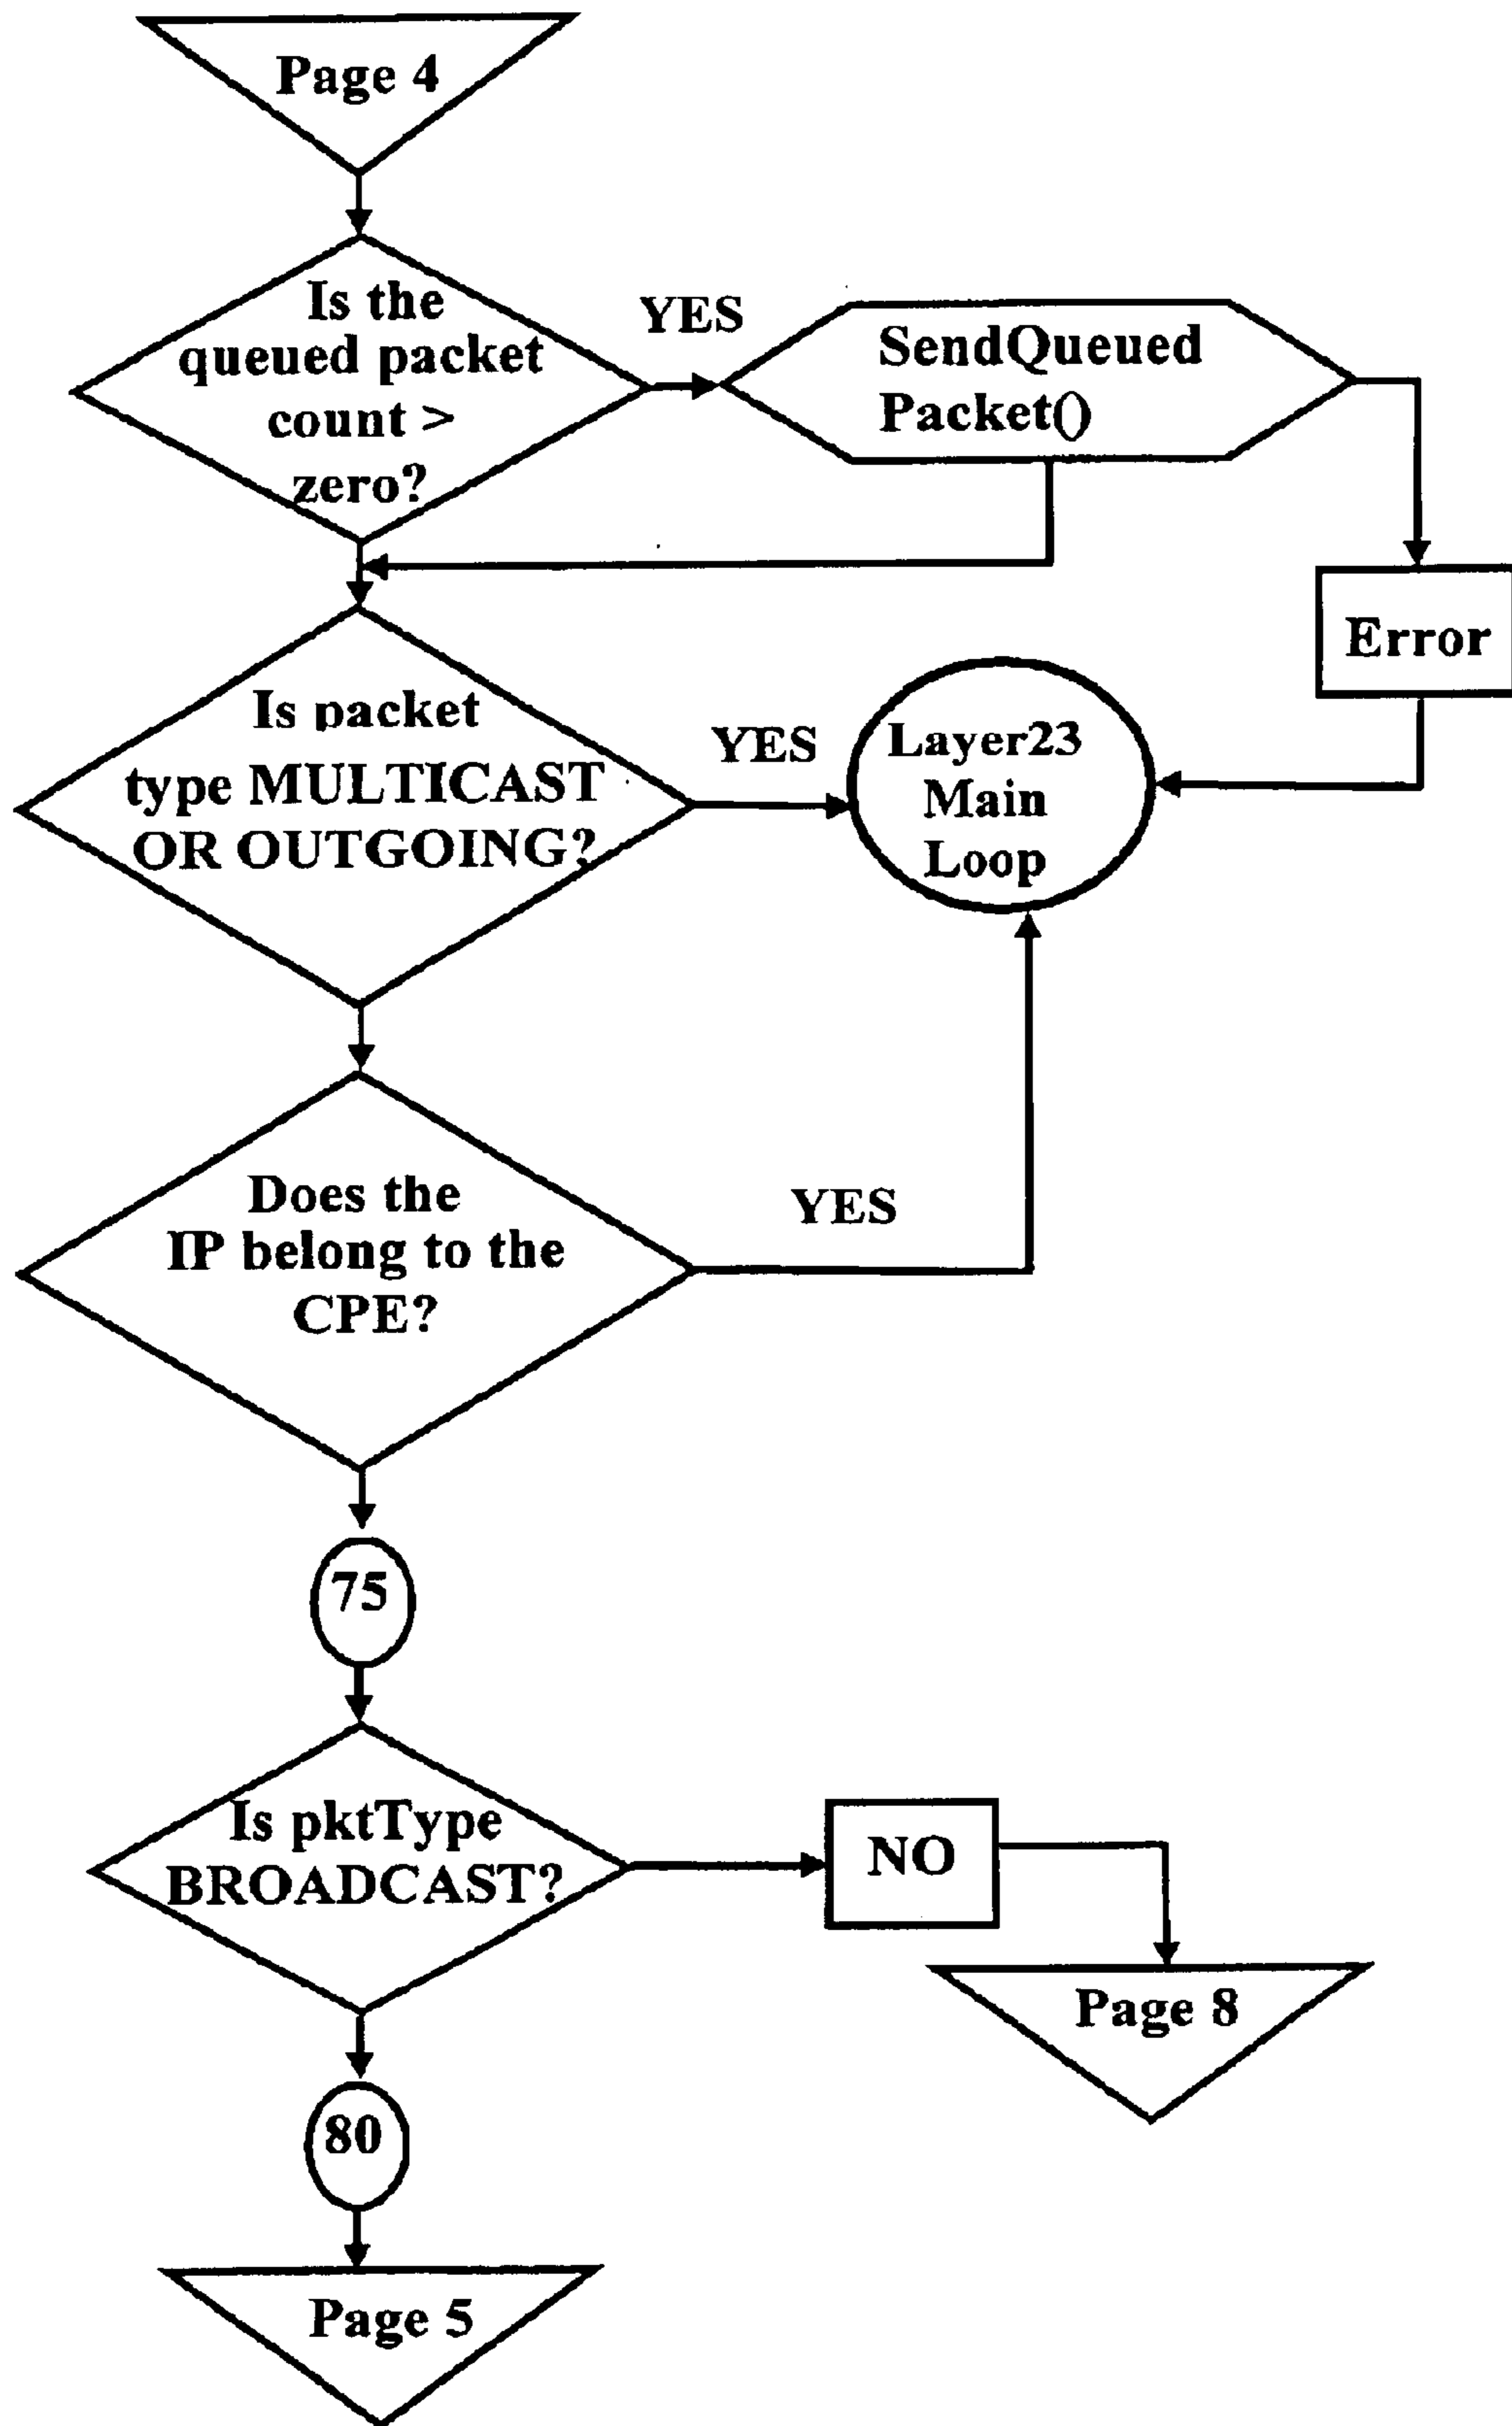 Page 4
Is the
queued packet
count >
zero?
YES
SendQueued
Packet()
Error
Is packet
type MULTICAST
OR OUTGOING?
YES
Layer23
Main
Loop
Does the
IP belong to the
CPE?
YES
75
Is pktType
BROADCAST?
NO
Page 8
80
Page 5